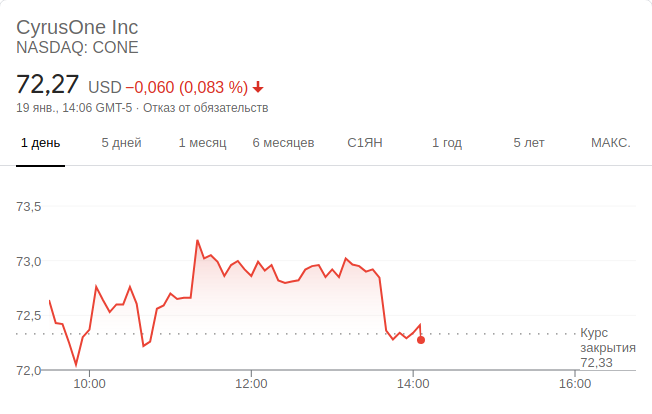 CyrusOne Inc
NASDAQ: CONE
72,27 USD −0,060 (0,083 %)
19 янв., 14:06 GMT-5 · Отказ от обязательств
1 день 5 дней 1 месяц 6 месяцев С1ЯН 1 год 5 лет МАКС.
73,5
73,0
72,5
Курс
закрытия
72,33
72,0
10:00 12:00 14:00 16:00